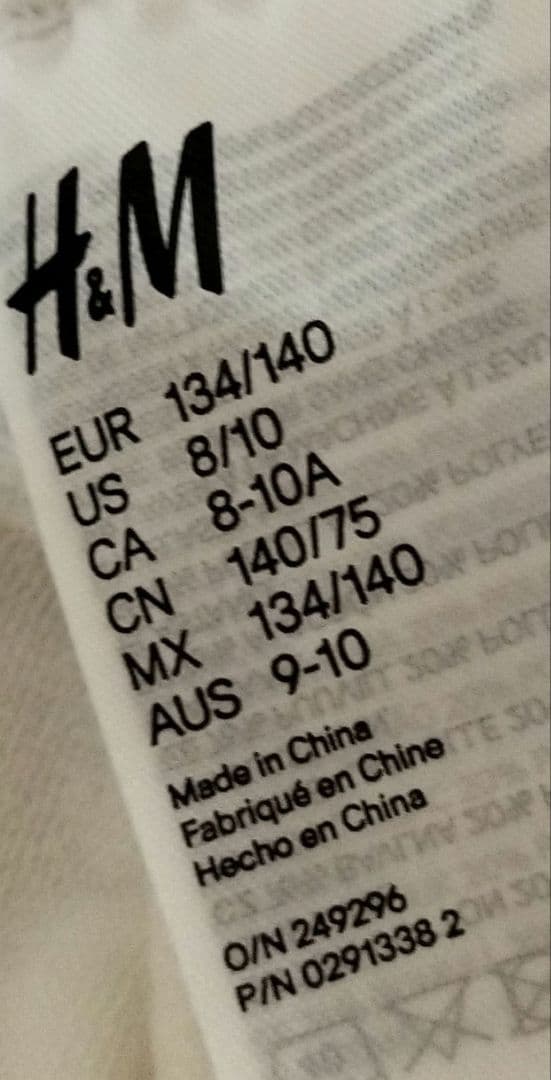 H&M
EUR 134/140
US 8/10
CA 8-10A
CN 140/75
MX 134/140
AUS 9-10
Made in China
Fabriqué en Chine
Hecho en China
O/N 249296
P/N 0291338 2